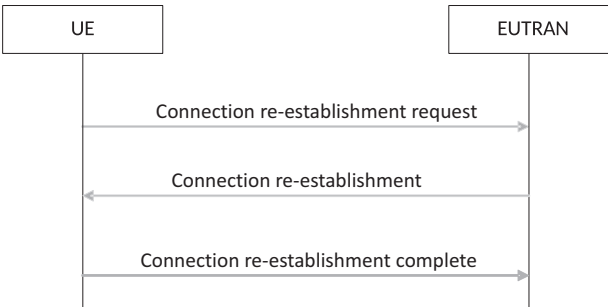 UE
EUTRAN
Connection re-establishment request
Connection re-establishment
Connection re-establishment complete